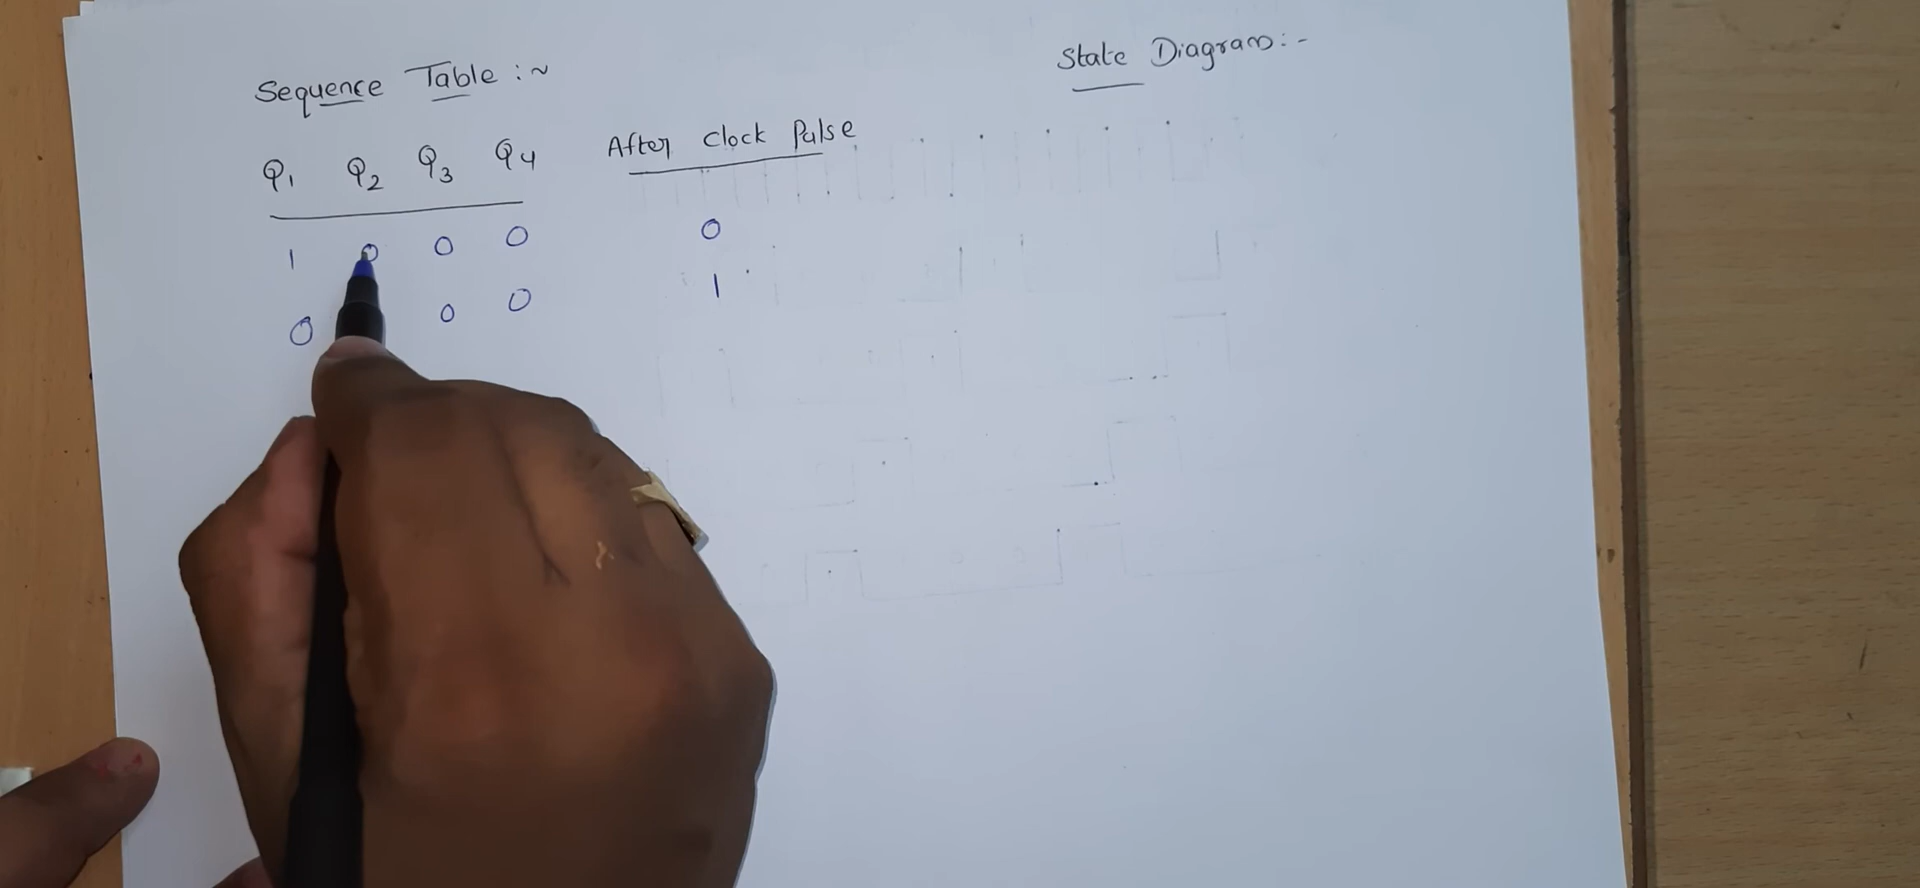 Sequence Table :~
State Diagram :-
Q1 Q2 Q3 Q4 After Clock Pulse
1 0 0 0 0
0 0 0 1